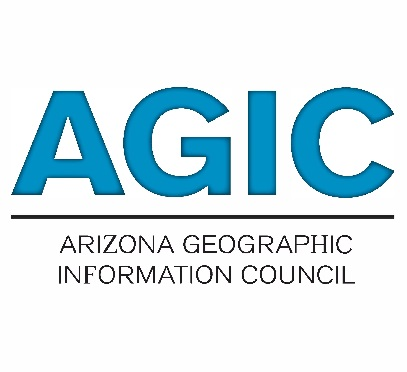 AGIC
ARIZONA GEOGRAPHIC
INFORMATION COUNCIL